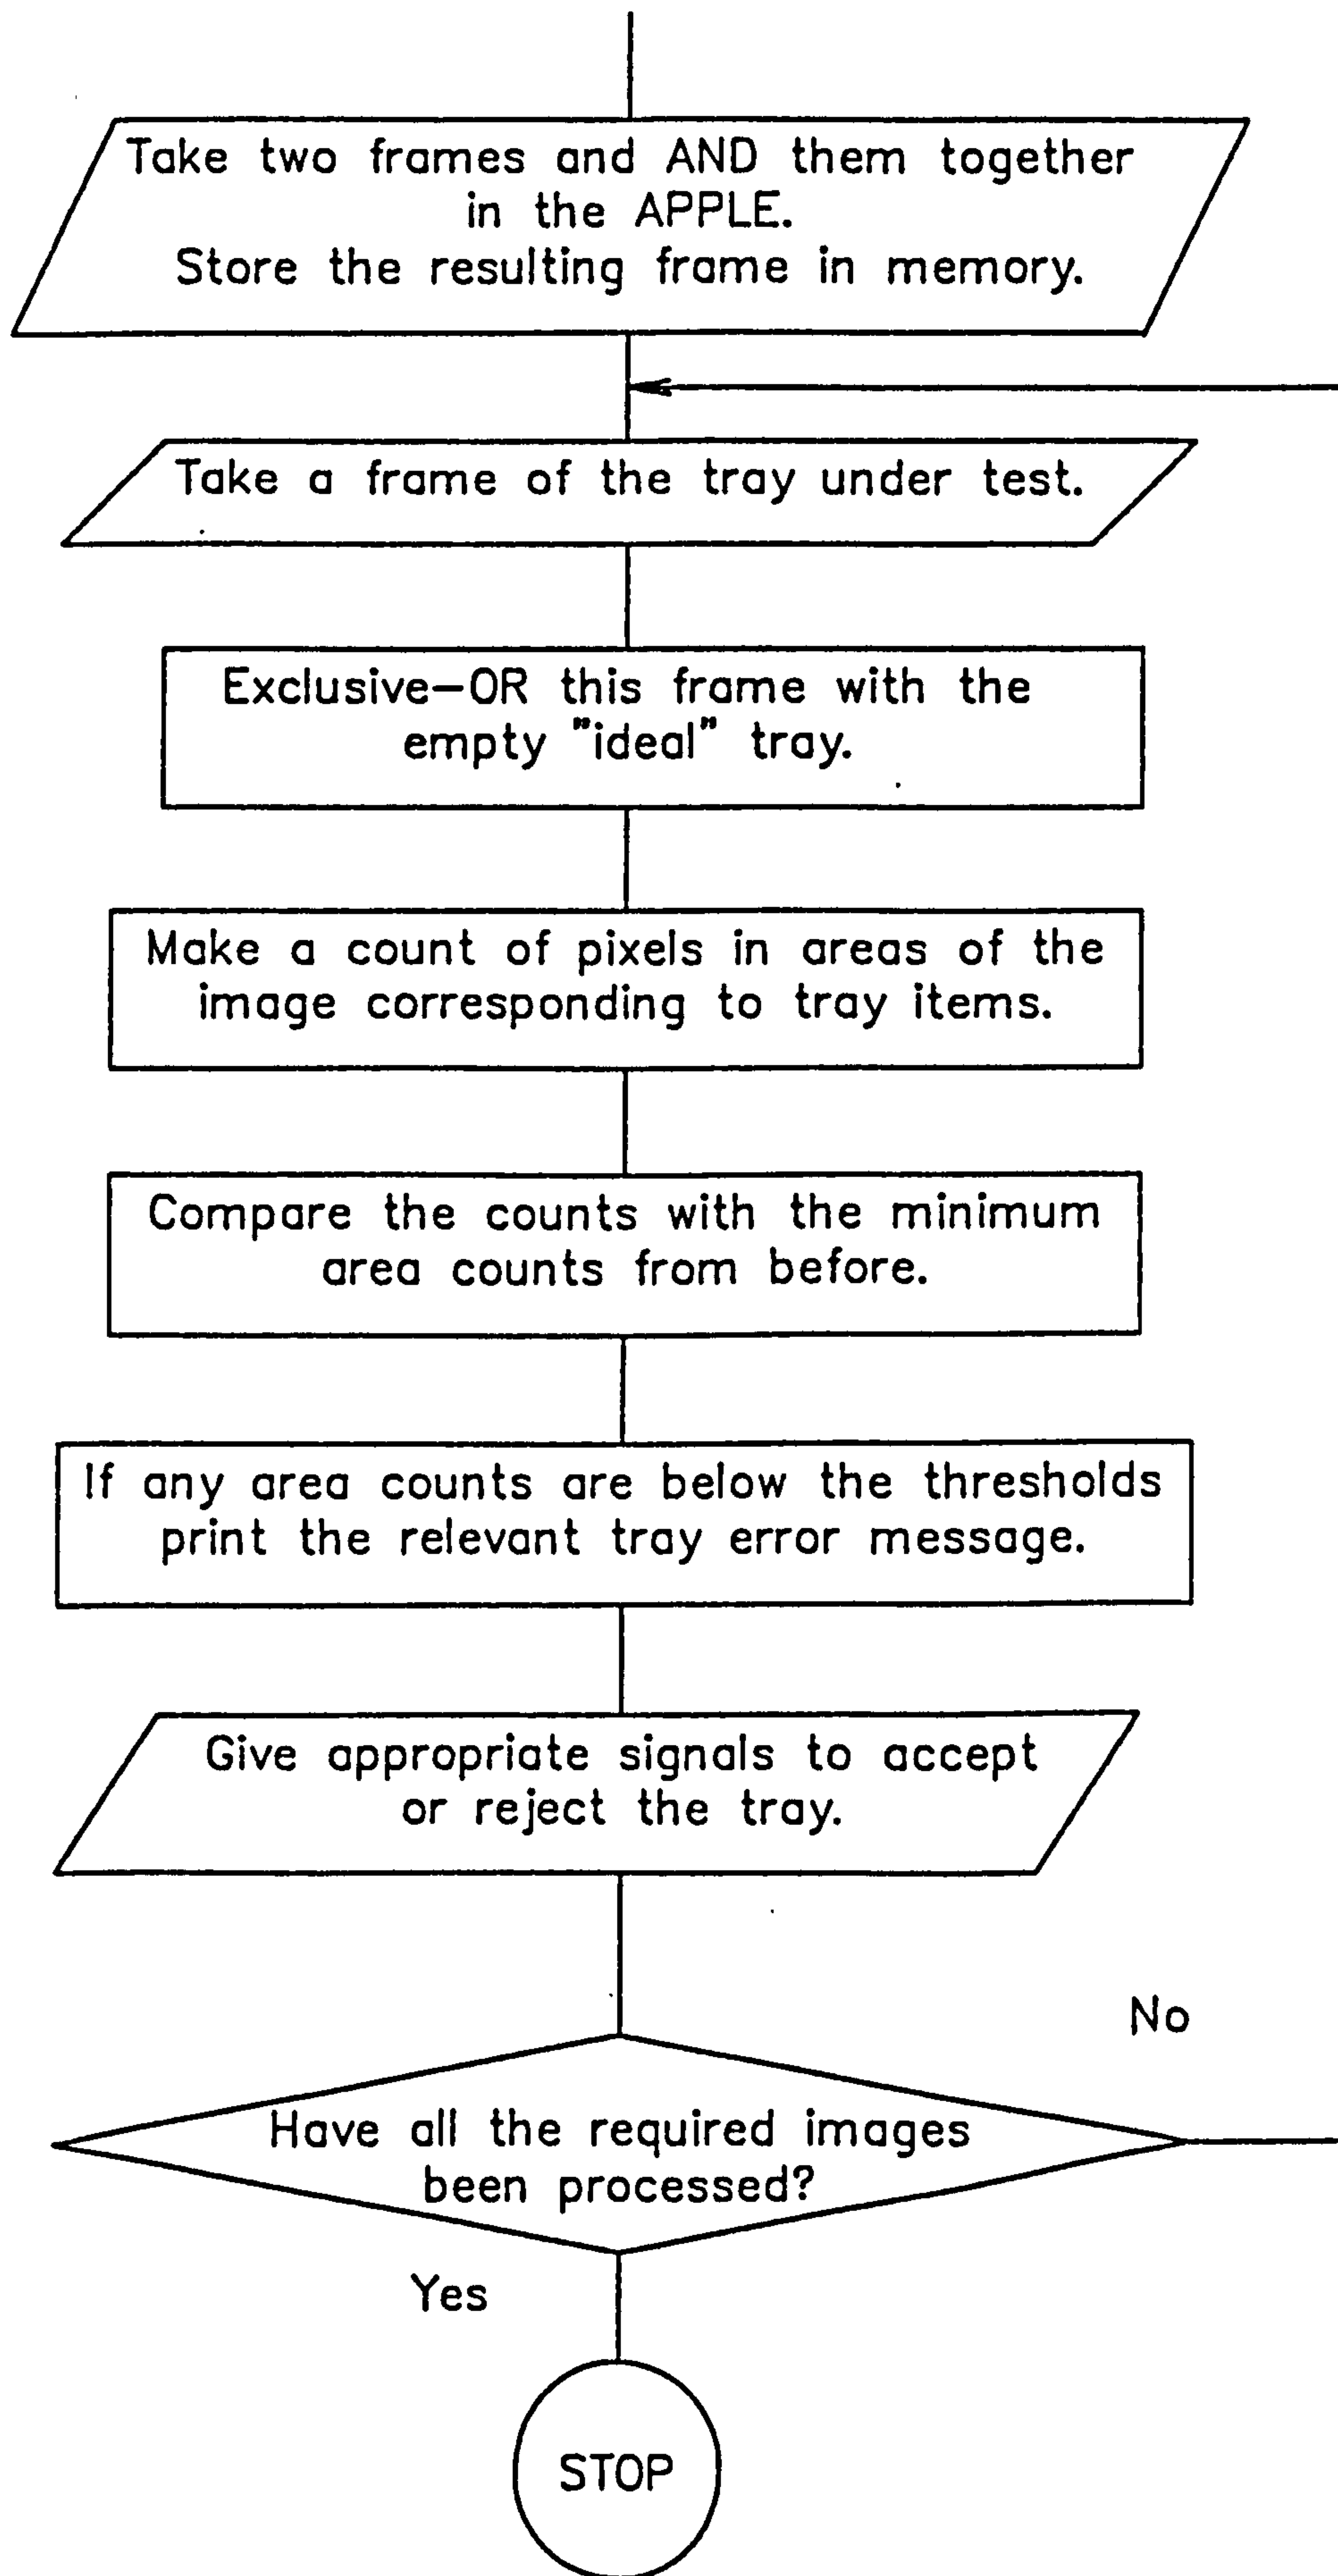 Take two frames and AND them together
in the APPLE.
Store the resulting frame in memory.
Take a frame of the tray under test.
Exclusive-OR this frame with the
empty "ideal" tray.
Make a count of pixels in areas of the
image corresponding to tray items.
Compare the counts with the minimum
area counts from before.
If any area counts are below the thresholds
print the relevant tray error message.
Give appropriate signals to accept
or reject the tray.
No
Have all the required images
been processed?
Yes
STOP